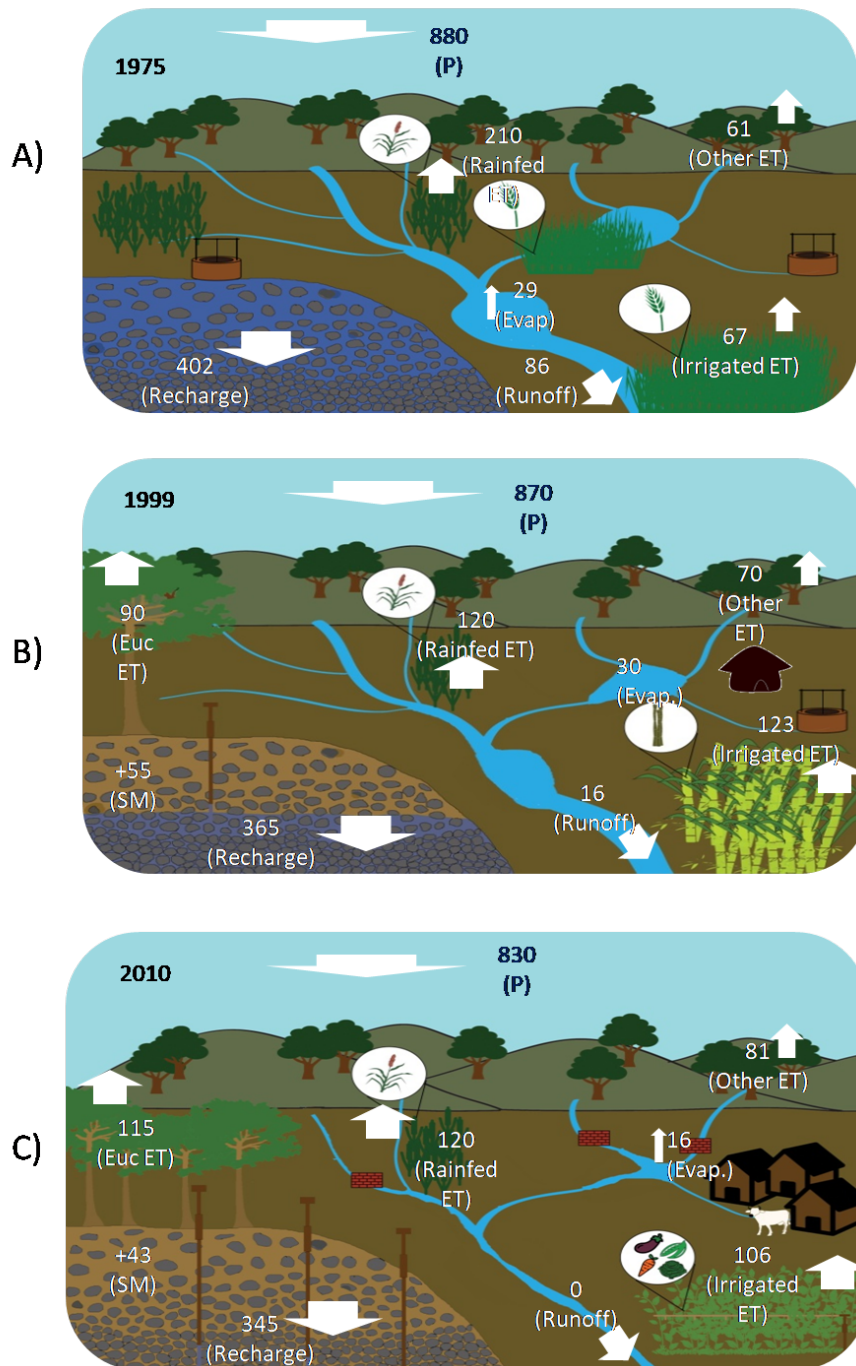 880
(P)
1975
A)
210
(Rainfed
ET)
61
(Other ET)
29
(Evap)
67
(Irrigated ET)
402
(Recharge)
86
(Runoff)
1999
870
(P)
B)
90
(Euc
ET)
120
(Rainfed ET)
70
(Other
ET)
30
(Evap.)
123
(Irrigated ET)
+55
(SM)
16
(Runoff)
365
(Recharge)
2010
830
(P)
C)
115
(Euc ET)
120
(Rainfed
ET)
16
(Evap.)
81
(Other ET)
+43
(SM)
106
(Irrigated
ET)
0
(Runoff)
345
(Recharge)